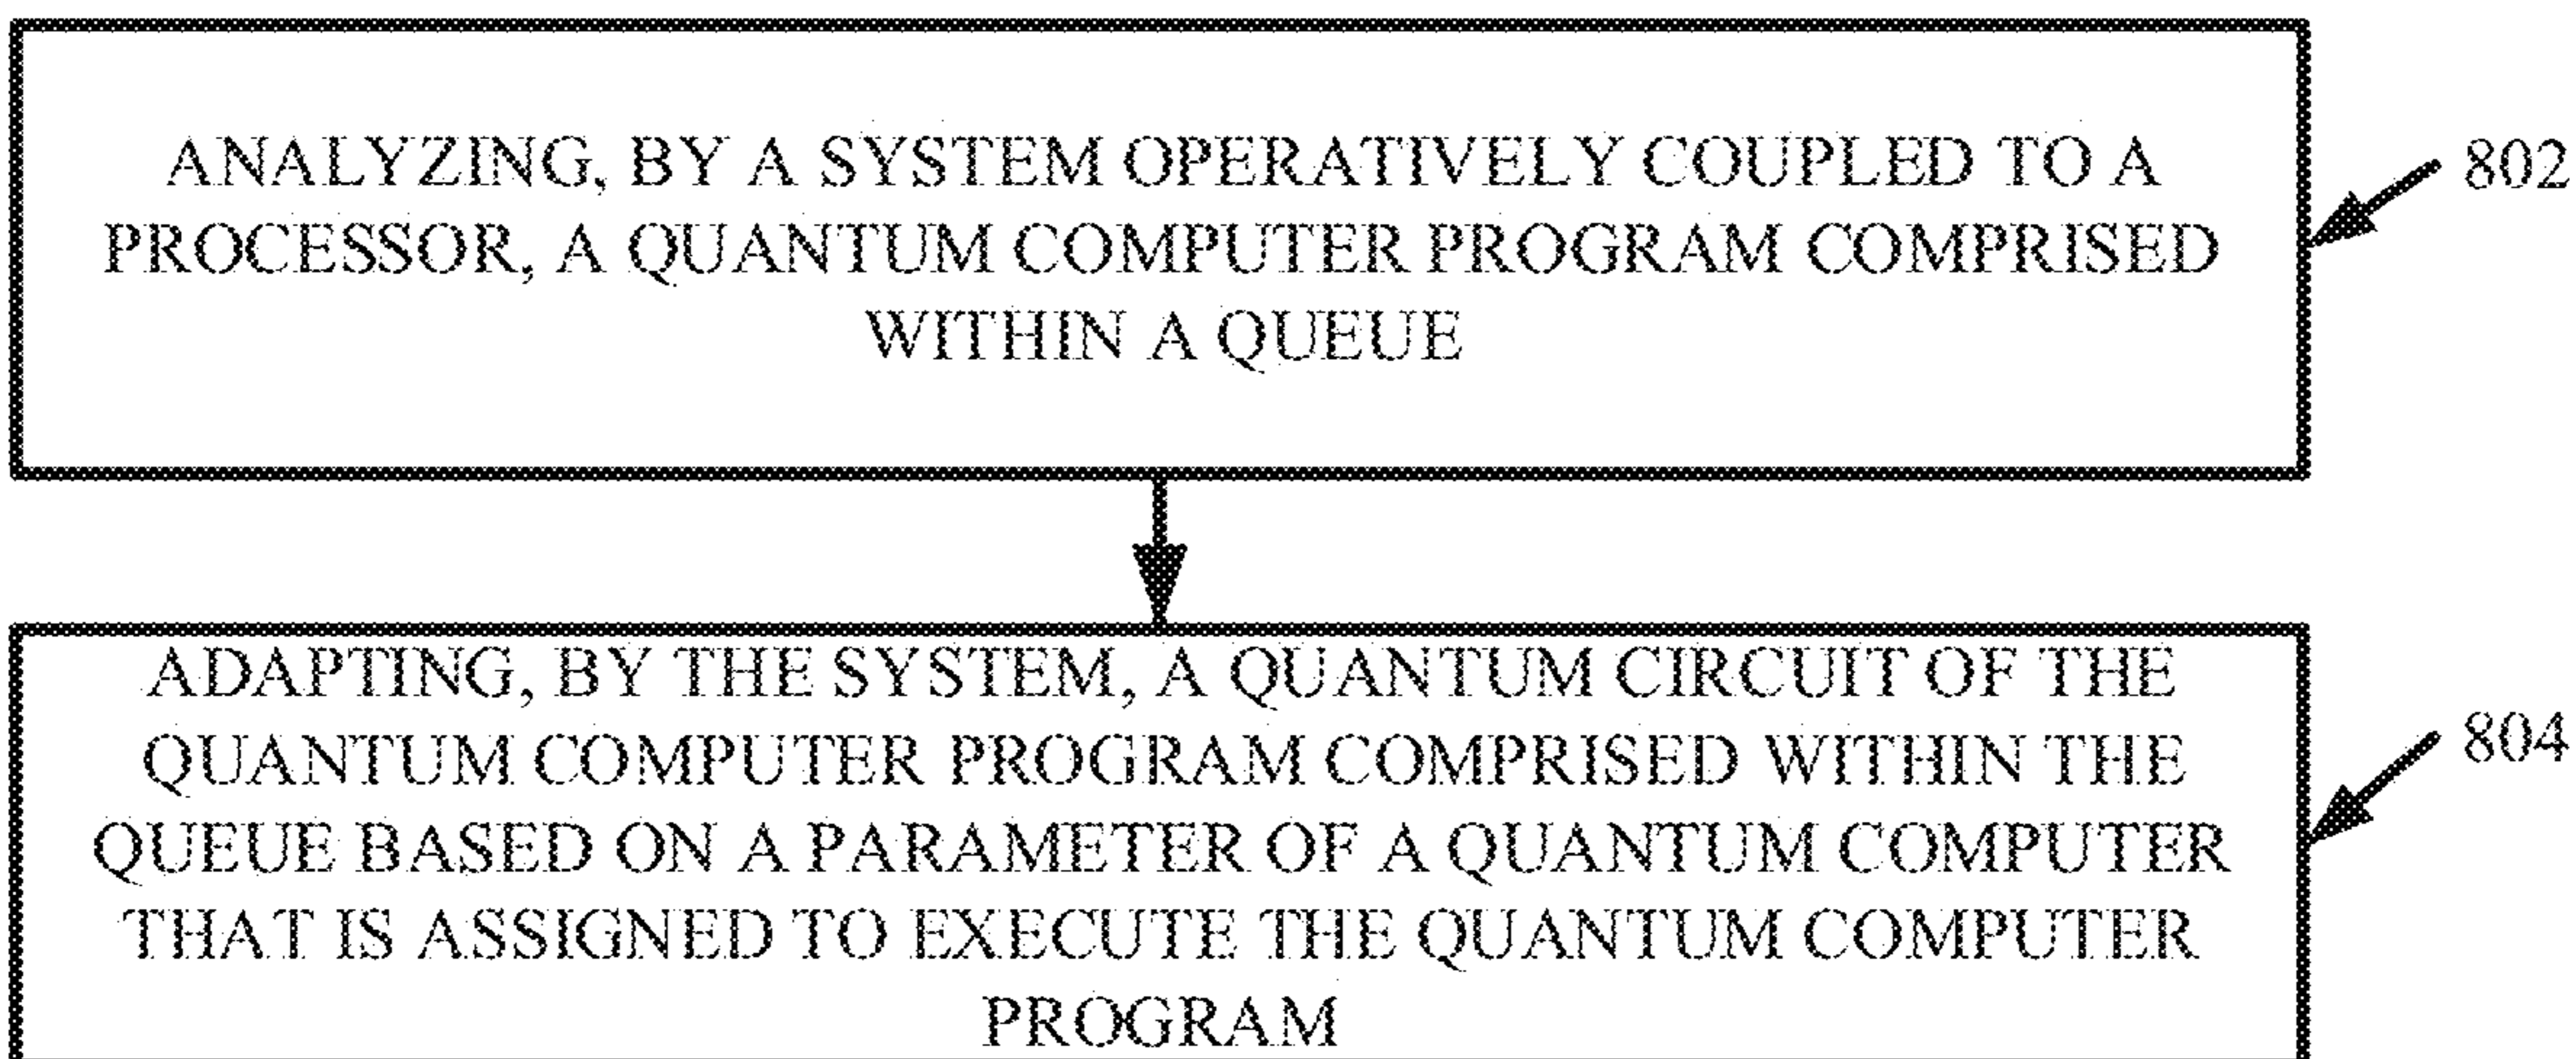 ANALYZING, BY A SYSTEM OPERATIVELY COUPLED TO A
PROCESSOR, A QUANTUM COMPUTER PROGRAM COMPRISED
WITHIN A QUEUE
802
ADAPTING, BY THE SYSTEM, A QUANTUM CIRCUIT OF THE
QUANTUM COMPUTER PROGRAM COMPRISED WITHIN THE
QUEUE BASED ON A PARAMETER OF A QUANTUM COMPUTER
THAT IS ASSIGNED TO EXECUTE THE QUANTUM COMPUTER
PROGRAM
804